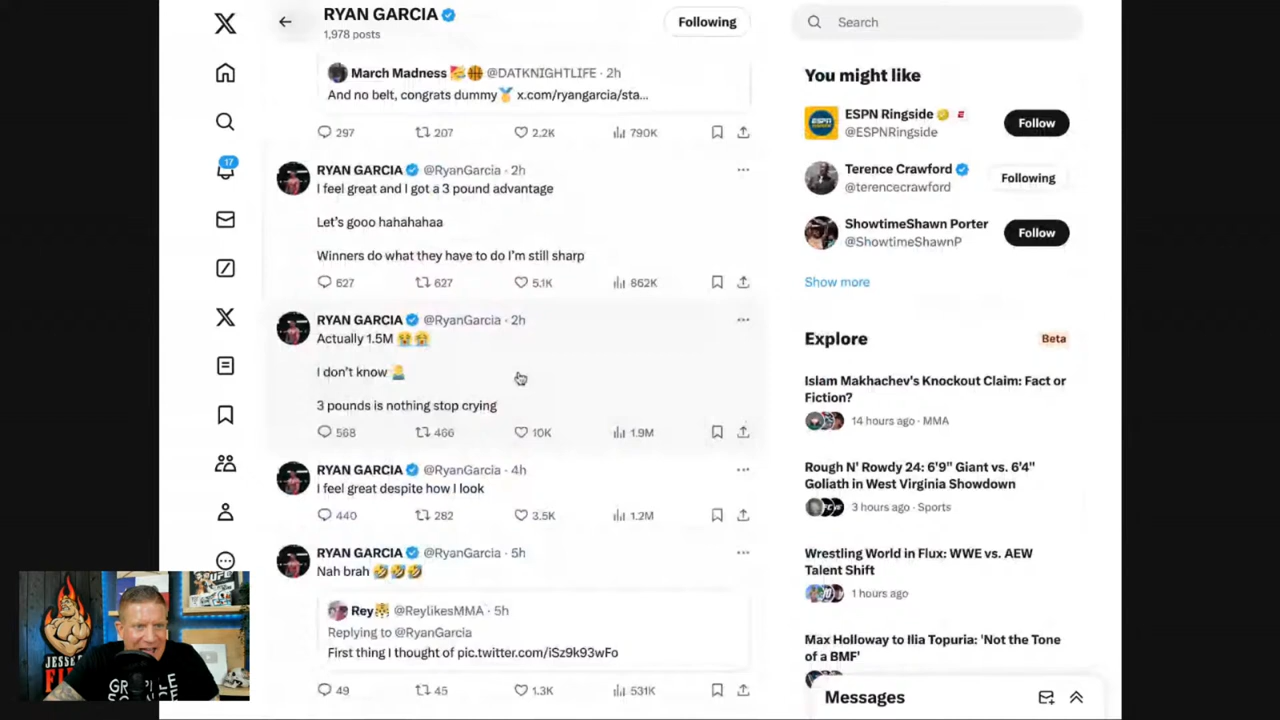 RYAN GARCIA
1,978 posts
Following
Search
March Madness 🥳🏀 @DATKNIGHTLIFE · 2h
And no belt, congrats dummy🏅 x.com/ryangarcia/sta...
297 207 2.2K 790K
RYAN GARCIA @RyanGarcia · 2h
I feel great and I got a 3 pound advantage
Let's gooo hahahahaa
Winners do what they have to do I'm still sharp
627 627 5.1K 862K
RYAN GARCIA @RyanGarcia · 2h
Actually 1.5M 😭😭
I don't know 🤷
3 pounds is nothing stop crying
568 466 10K 1.9M
RYAN GARCIA @RyanGarcia · 4h
I feel great despite how I look
440 282 3.5K 1.2M
RYAN GARCIA @RyanGarcia · 5h
Nah brah 🤣🤣🤣
Rey🐯 @ReylikesMMA · 5h
Replying to @RyanGarcia
First thing I thought of pic.twitter.com/iSz9k93wFo
49 45 1.3K 531K
17
You might like
ESPN Ringside
@ESPNRingside
Follow
Terence Crawford
@terencecrawford
Following
ShowtimeShawn Porter
@ShowtimeShawnP
Follow
Show more
Explore
Beta
Islam Makhachev's Knockout Claim: Fact or
Fiction?
14 hours ago · MMA
Rough N' Rowdy 24: 6'9" Giant vs. 6'4"
Goliath in West Virginia Showdown
3 hours ago · Sports
Wrestling World in Flux: WWE vs. AEW
Talent Shift
1 hours ago
Max Holloway to Ilia Topuria: 'Not the Tone
of a BMF'
Messages
UFC